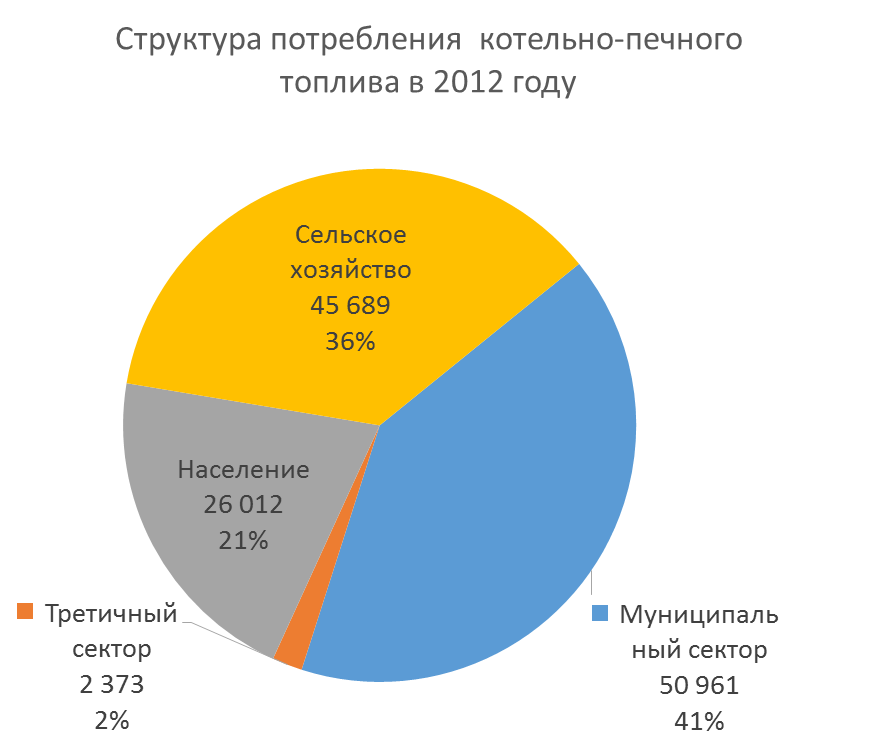 Структура потребления  котельно-печного
топлива в 2012 году
Сельское
хозяйство
45 689
36%
Население
26 012
21%
Третичный
сектор
2 373
2%
Муниципаль
ный сектор
50 961
41%